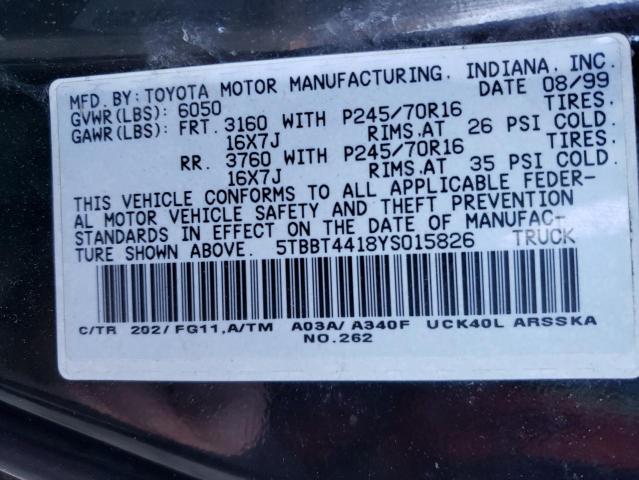 MFD. BY: TOYOTA MOTOR MANUFACTURING, INDIANA, INC.
GVWR(LBS): 6050 DATE 08/99
GAWR(LBS): FRT. 3160 WITH P245/70R16 TIRES,
16X7J RIMS,AT 26 PSI COLD.
RR. 3760 WITH P245/70R16 TIRES,
16X7J RIMS,AT 35 PSI COLD.
THIS VEHICLE CONFORMS TO ALL APPLICABLE FEDER-
AL MOTOR VEHICLE SAFETY AND THEFT PREVENTION
STANDARDS IN EFFECT ON THE DATE OF MANUFAC-
TURE SHOWN ABOVE. 5TBBT4418YS015826 TRUCK
C/TR 202/FG11,A/TM A03A/A340F UCK40L ARSSKA
NO.262